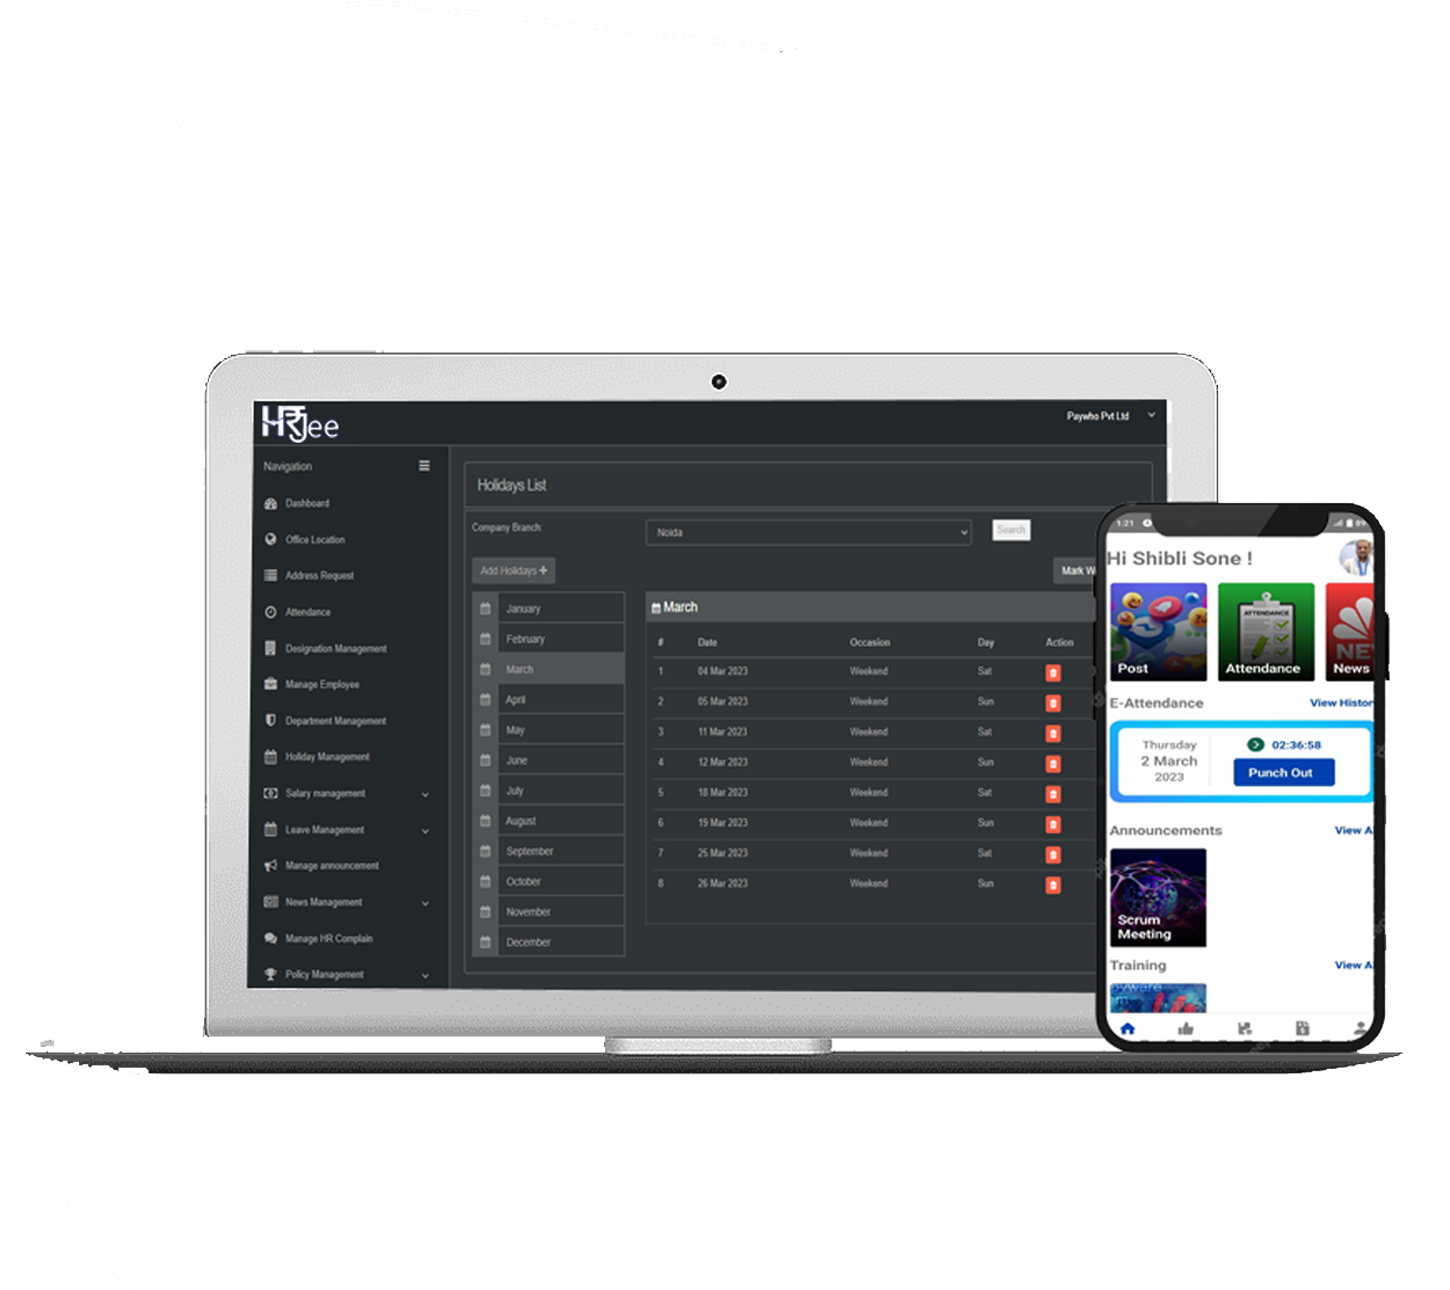 HRJee
Paywho Pvt Ltd
Navigation
Dashboard
Office Location
Address Request
Attendance
Designation Management
Manage Employee
Department Management
Holiday Management
Salary management
Leave Management
Manage announcement
News Management
Manage HR Complain
Policy Management
Holidays List
Company Branch:
Noida
Search
Add Holidays +
Mark W
January
February
March
April
May
June
July
August
September
October
November
December
March
# Date Occasion Day Action
1 04 Mar 2023 Weekend Sat
2 05 Mar 2023 Weekend Sun
3 11 Mar 2023 Weekend Sat
4 12 Mar 2023 Weekend Sun
5 18 Mar 2023 Weekend Sat
6 19 Mar 2023 Weekend Sun
7 25 Mar 2023 Weekend Sat
8 26 Mar 2023 Weekend Sun
1:21
Hi Shibli Sone !
ATTENDANCE
NE
Post
Attendance
News
E-Attendance
View Histor
Thursday
2 March
2023
02:36:58
Punch Out
Announcements
View A
Scrum
Meeting
Training
View A